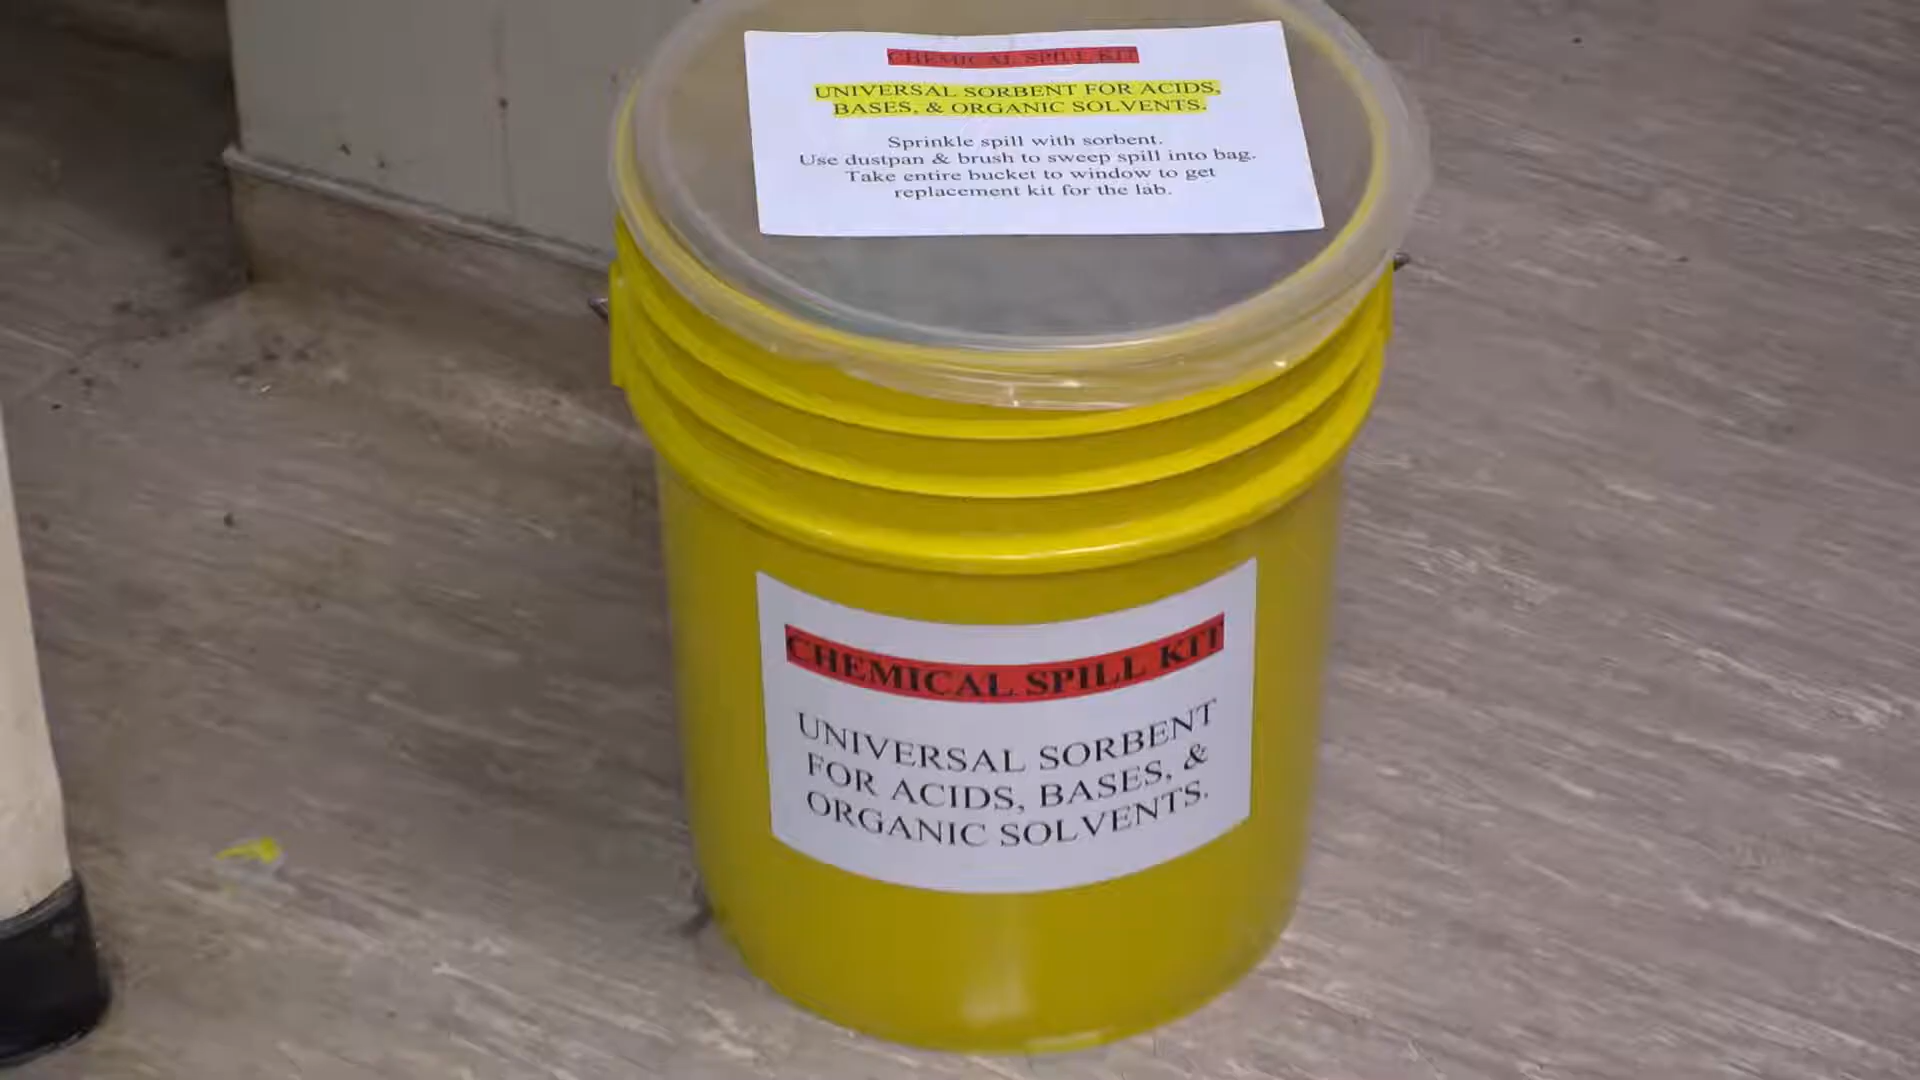 CHEMICAL SPILL KIT
UNIVERSAL SORBENT FOR ACIDS,
BASES, & ORGANIC SOLVENTS.
Sprinkle spill with sorbent.
Use dustpan & brush to sweep spill into bag.
Take entire bucket to window to get
replacement kit for the lab.
CHEMICAL SPILL KIT
UNIVERSAL SORBENT
FOR ACIDS, BASES, &
ORGANIC SOLVENTS.